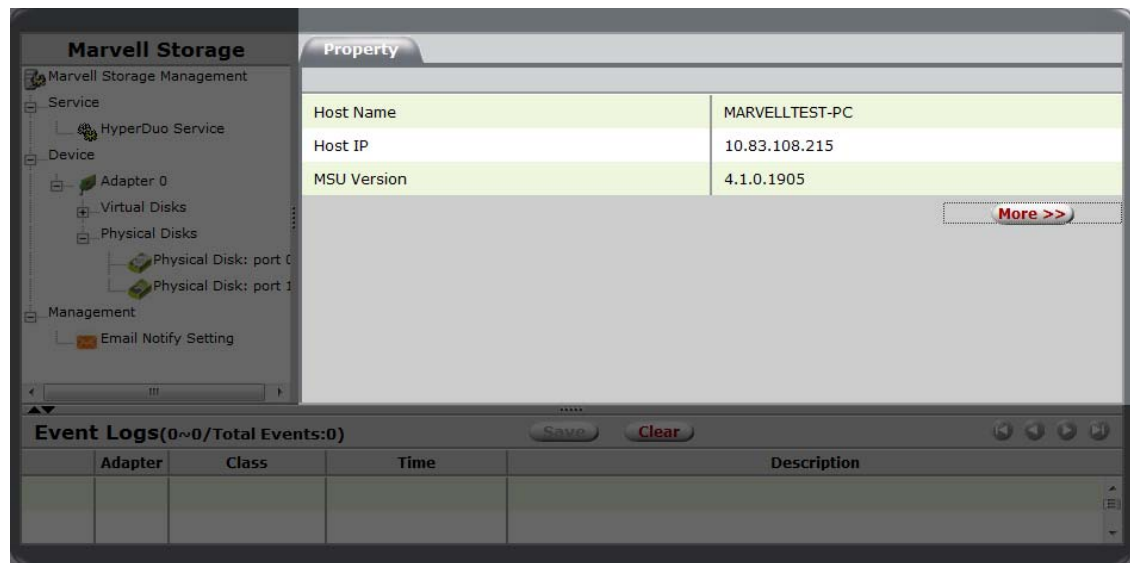 Marvell Storage
Marvell Storage Management
Service
HyperDuo Service
Device
Adapter 0
Virtual Disks
Physical Disks
Physical Disk: port 0
Physical Disk: port 1
Management
Email Notify Setting
Property
Host Name MARVELLTEST-PC
Host IP 10.83.108.215
MSU Version 4.1.0.1905
More >>
Event Logs(0~0/Total Events:0) Save Clear
Adapter Class Time Description